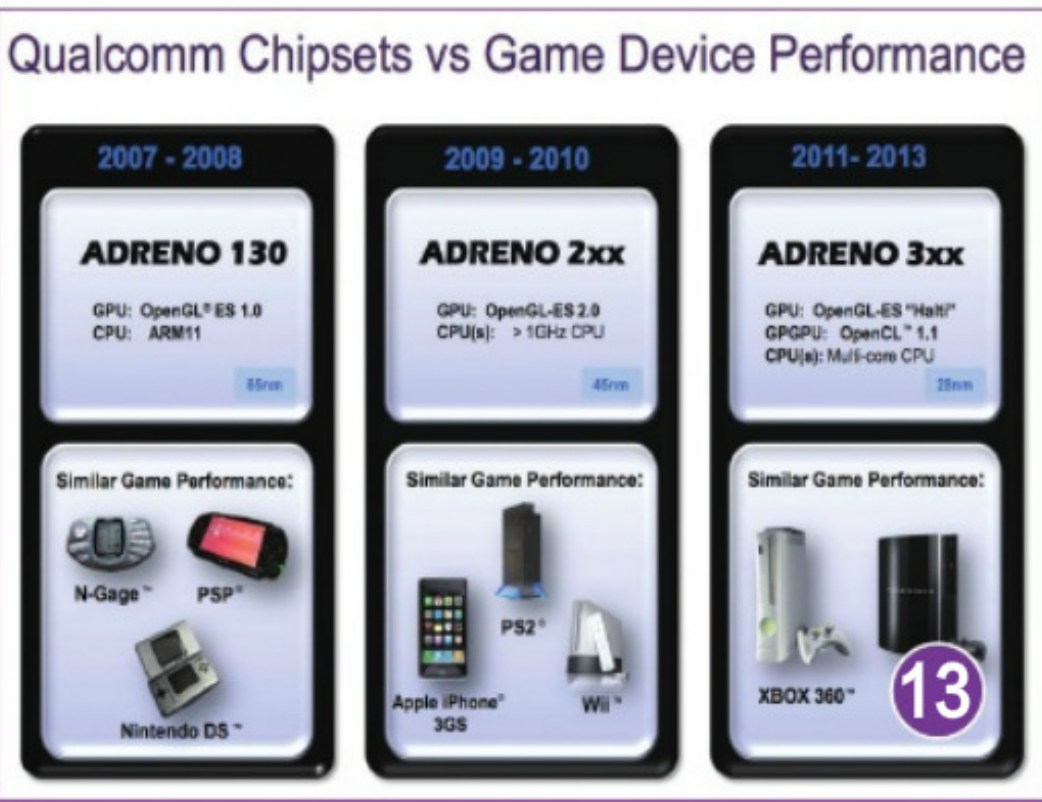 Qualcomm Chipsets vs Game Device Performance
2007 - 2008
ADRENO 130
GPU: OpenGL® ES 1.0
CPU: ARM11
65nm
Similar Game Performance:
N-Gage™
PSP®
Nintendo DS™
2009 - 2010
ADRENO 2xx
GPU: OpenGL-ES 2.0
CPU(s): > 1GHz CPU
45nm
Similar Game Performance:
PS2®
Apple iPhone®
3GS
Wii™
2011- 2013
ADRENO 3xx
GPU: OpenGL-ES "Halti"
GPGPU: OpenCL™ 1.1
CPU(s): Multi-core CPU
28nm
Similar Game Performance:
XBOX 360™
13